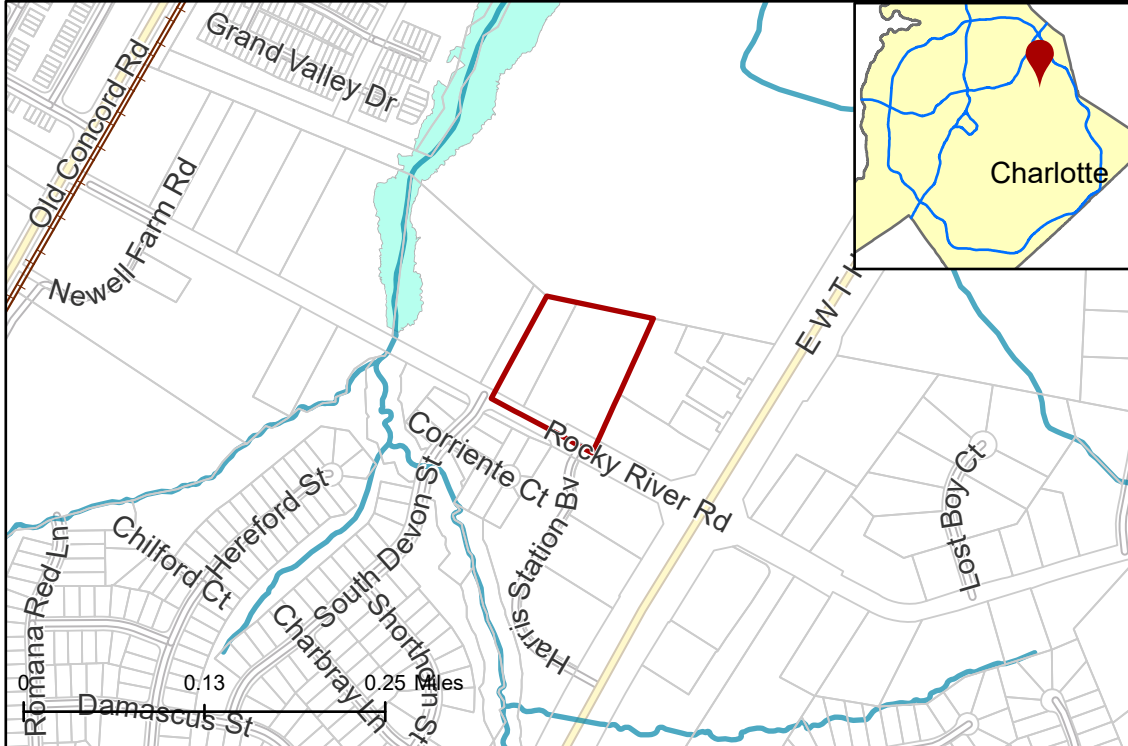 Grand Valley Dr
Old Concord Rd
Newell Farm Rd
Charlotte
E W T H
Corriente Ct
Rocky River Rd
Hereford St
South Devon St
Harris Station Bv
Lost Boy Ct
Chilford Ct
Romana Red Ln
Charbray Ln
Shorthorn St
Damascus St
0 0.13 0.25 Miles